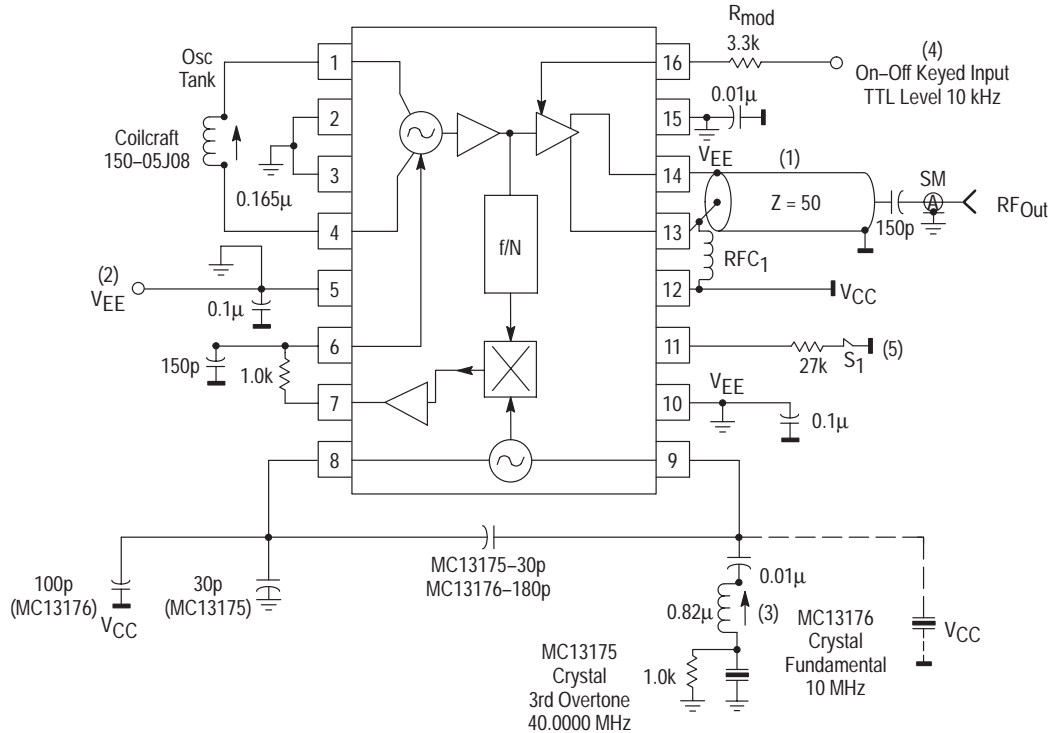 Osc
Tank
Coilcraft
150–05J08
0.165µ
(2)
VEE
0.1µ
150p
1.0k
1
2
3
4
5
6
7
8
f/N
16
15
14
13
12
11
10
9
Rmod
3.3k
(4)
On–Off Keyed Input
TTL Level 10 kHz
0.01µ
VEE
(1)
Z = 50
SM
A
150p
RFOut
RFC1
VCC
27k
S1
(5)
VEE
0.1µ
100p
(MC13176)
VCC
30p
(MC13175)
MC13175–30p
MC13176–180p
0.01µ
0.82µ
(3)
1.0k
MC13175
Crystal
3rd Overtone
40.0000 MHz
MC13176
Crystal
Fundamental
10 MHz
VCC